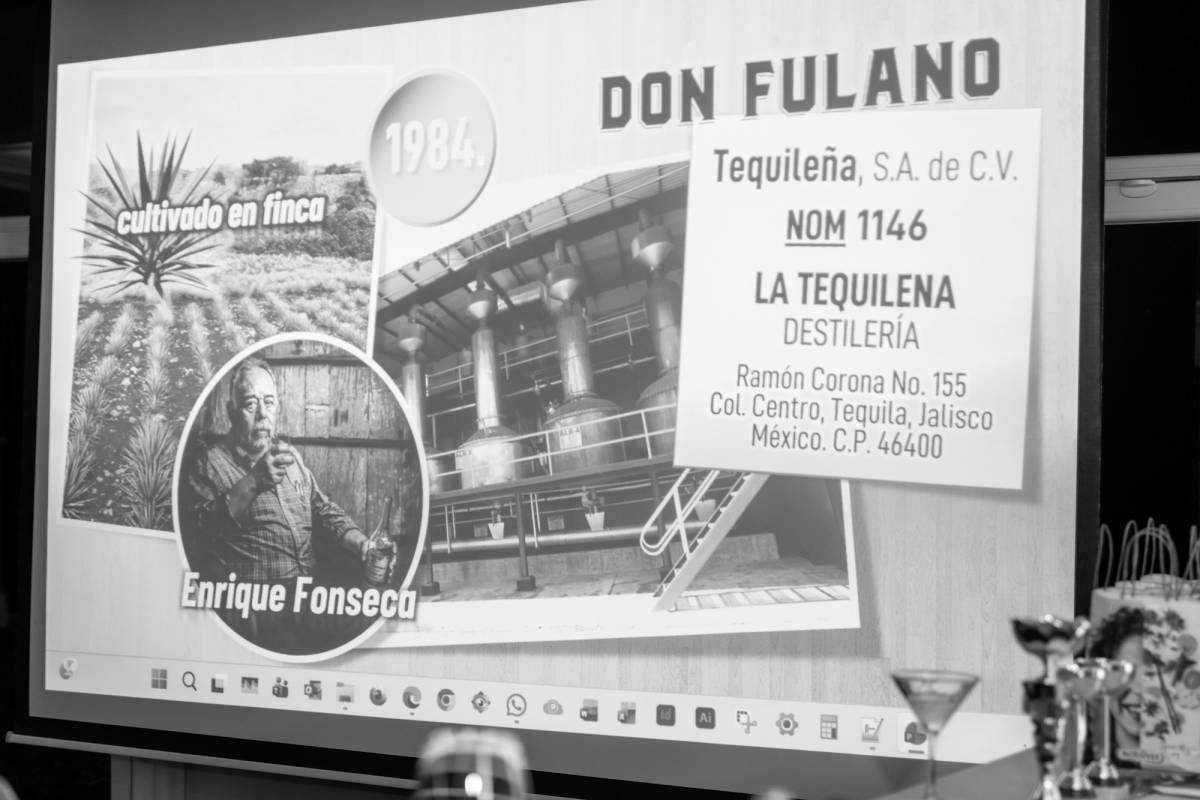 DON FULANO
1984.
cultivado en finca
Tequileña, S.A. de C.V.
NOM 1146
LA TEQUILENA
DESTILERÍA
Ramón Corona No. 155
Col. Centro, Tequila, Jalisco
México. C.P. 46400
Enrique Fonseca
Ai